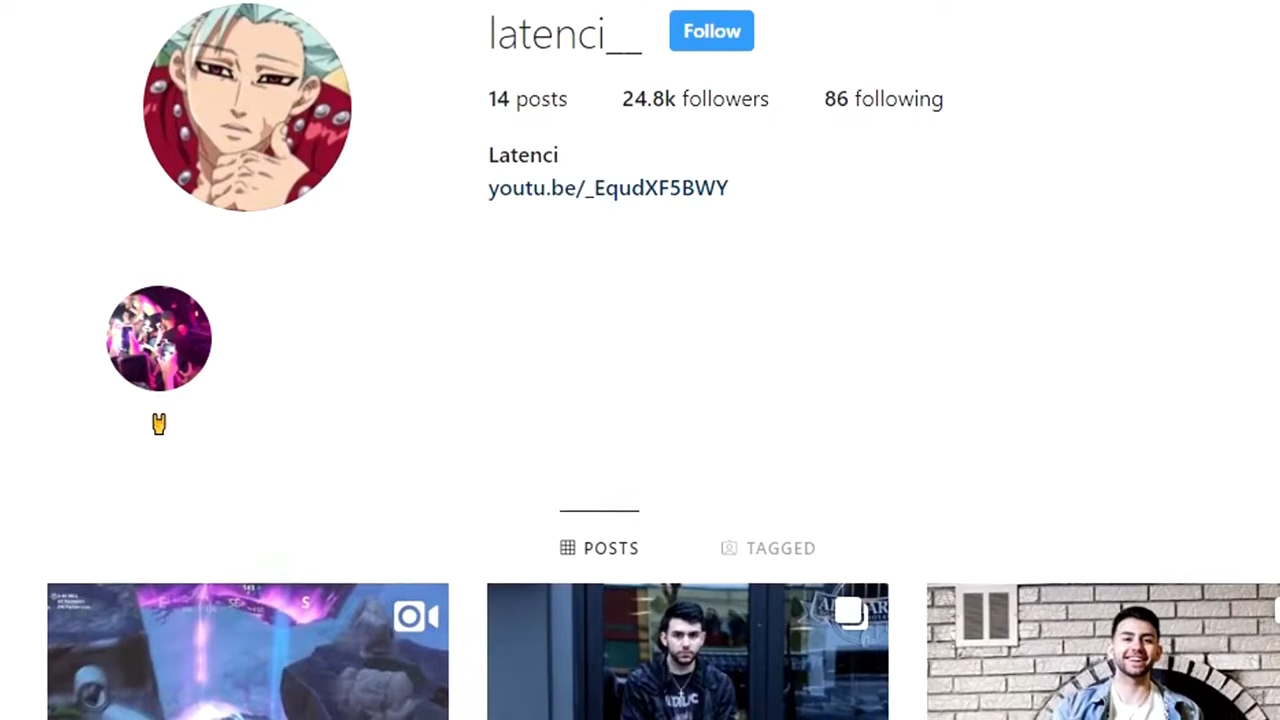 latenci__
Follow
14 posts
24.8k followers
86 following
Latenci
youtu.be/_EqudXF5BWY
POSTS
TAGGED
S